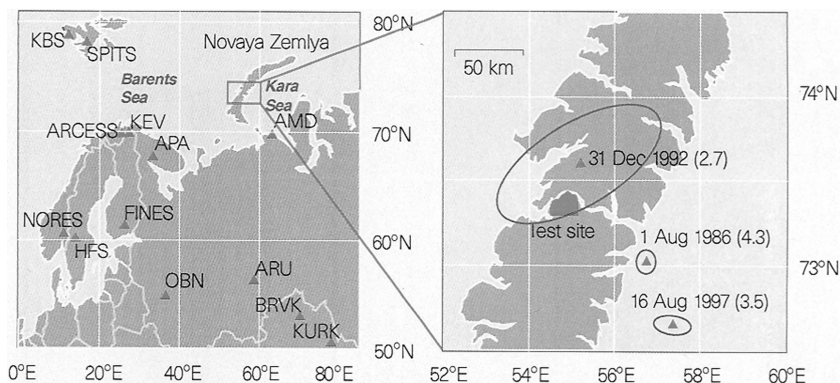 KBS
SPITS
Novaya Zemlya
Barents
Sea
Kara
Sea
ARCESS
KEV
APA
AMD
NORES
HFS
FINES
OBN
ARU
BRVK
KURK
80°N
70°N
60°N
50°N
0°E
20°E
40°E
60°E
80°E
50 km
31 Dec 1992 (2.7)
Test site
1 Aug 1986 (4.3)
16 Aug 1997 (3.5)
74°N
73°N
52°E
54°E
56°E
58°E
60°E